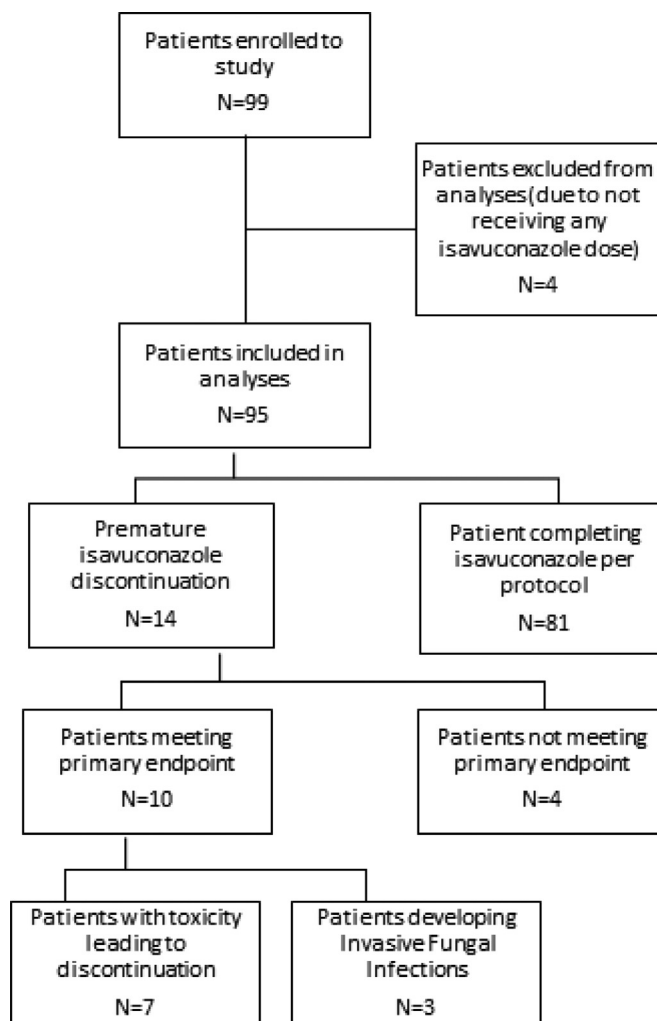 Patients enrolled to
study
N=99
Patients excluded from
analyses(due to not
receiving any
isavuconazole dose)
N=4
Patients included in
analyses
N=95
Premature
isavuconazole
discontinuation
N=14
Patient completing
isavuconazole per
protocol
N=81
Patients meeting
primary endpoint
N=10
Patients not meeting
primary endpoint
N=4
Patients with toxicity
leading to
discontinuation
N=7
Patients developing
Invasive Fungal
Infections
N=3